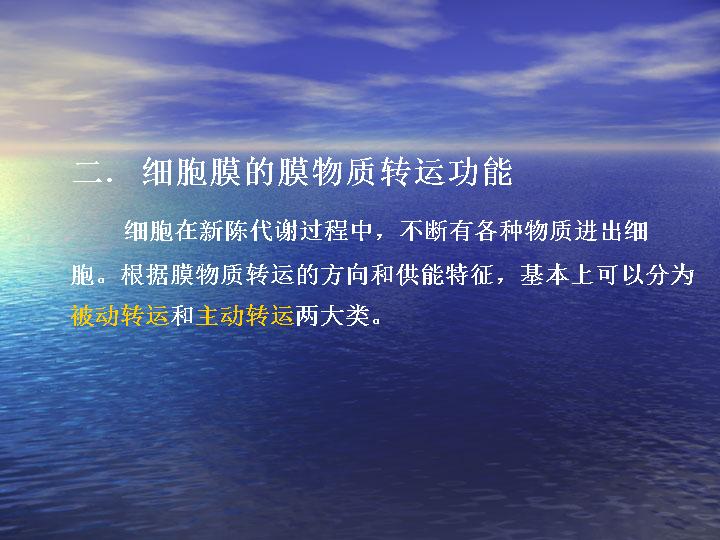 二. 细胞膜的膜物质转运功能
细胞在新陈代谢过程中，不断有各种物质进出细
胞。根据膜物质转运的方向和供能特征，基本上可以分为
被动转运和主动转运两大类。